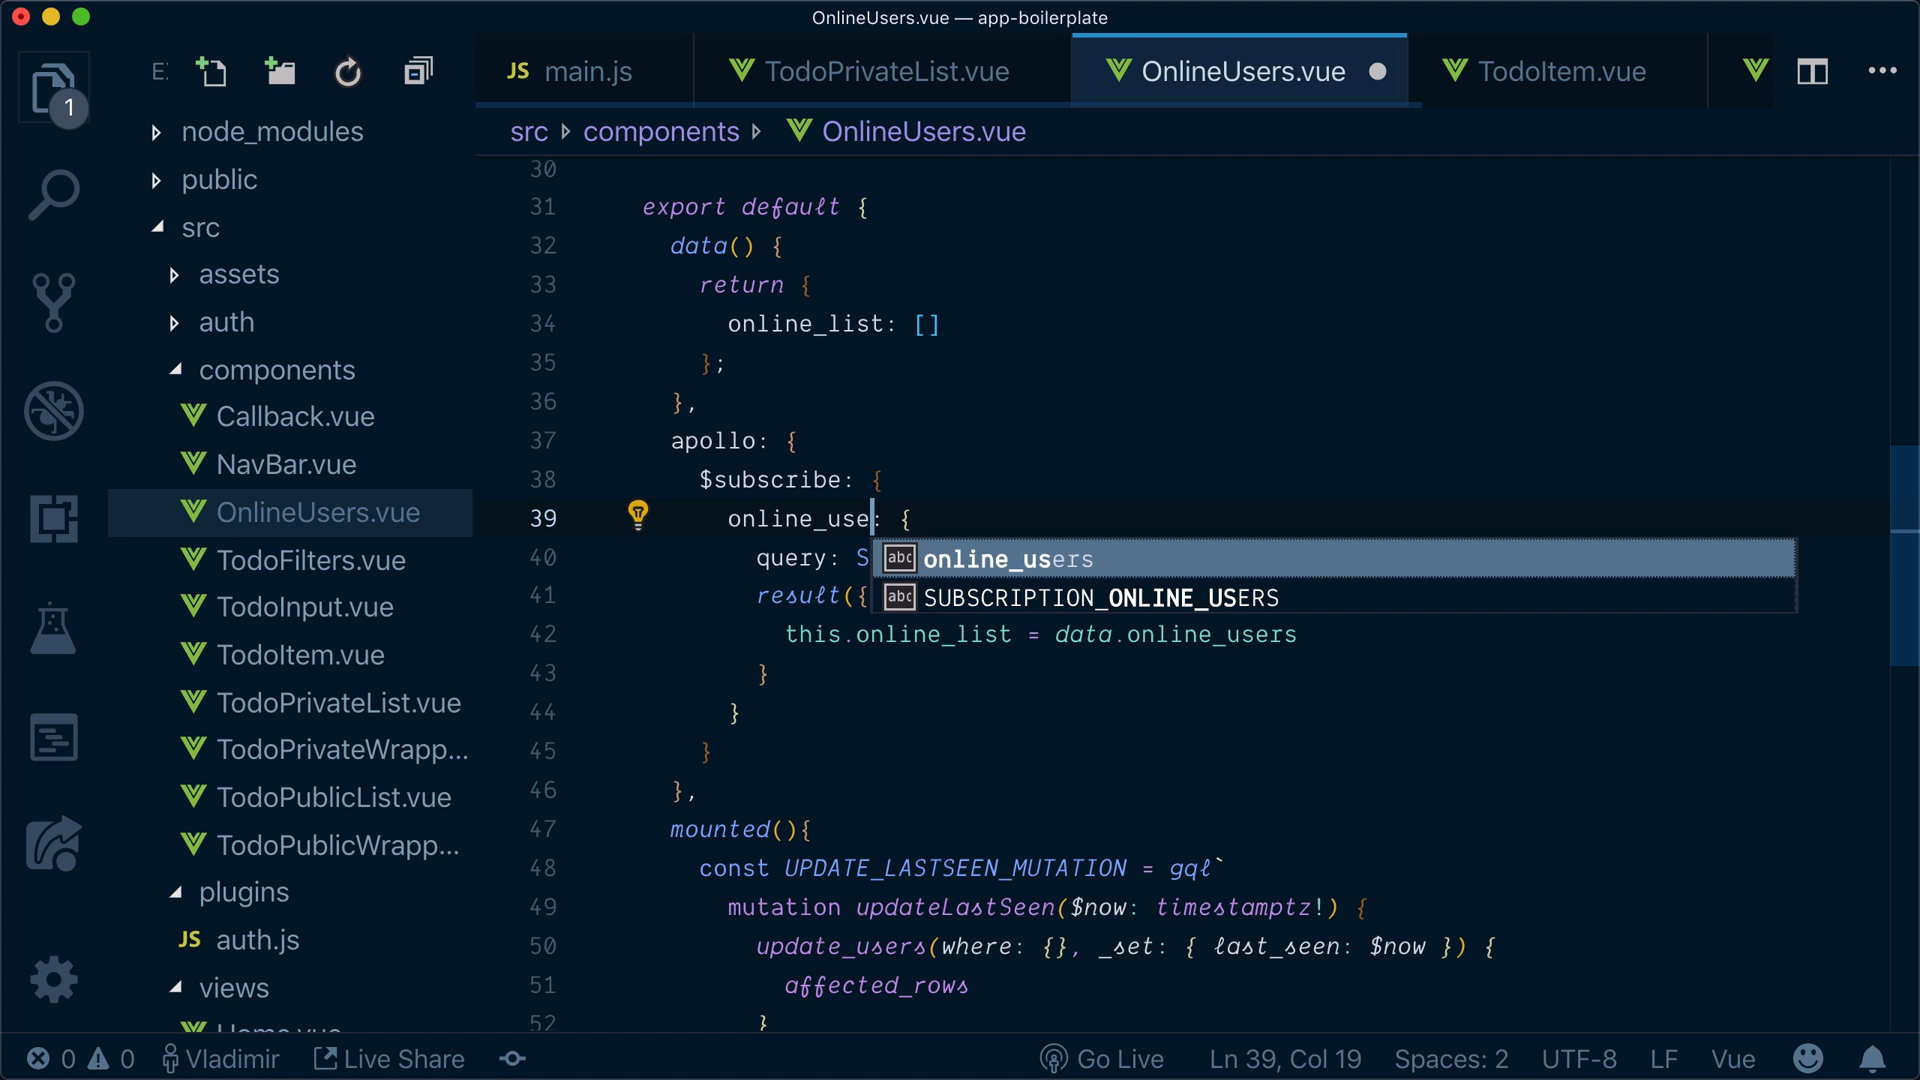 OnlineUsers.vue — app-boilerplate
E:
JS main.js
TodoPrivateList.vue
OnlineUsers.vue
TodoItem.vue
1
src
components
OnlineUsers.vue
node_modules
public
src
assets
auth
components
Callback.vue
NavBar.vue
OnlineUsers.vue
TodoFilters.vue
TodoInput.vue
TodoItem.vue
TodoPrivateList.vue
TodoPrivateWrapp...
TodoPublicList.vue
TodoPublicWrapp...
plugins
JS auth.js
views
Home.vue
30
31 export default {
32 data() {
33 return {
34 online_list: []
35 };
36 },
37 apollo: {
38 $subscribe: {
39 online_use: {
40 query: S
41 result({
42 this.online_list = data.online_users
43 }
44 }
45 }
46 },
47 mounted(){
48 const UPDATE_LASTSEEN_MUTATION = gql`
49 mutation updateLastSeen($now: timestamptz!) {
50 update_users(where: {}, _set: { last_seen: $now }) {
51 affected_rows
52 }
abc online_users
abc SUBSCRIPTION_ONLINE_USERS
0 0 Vladimir Live Share Go Live Ln 39, Col 19 Spaces: 2 UTF-8 LF Vue